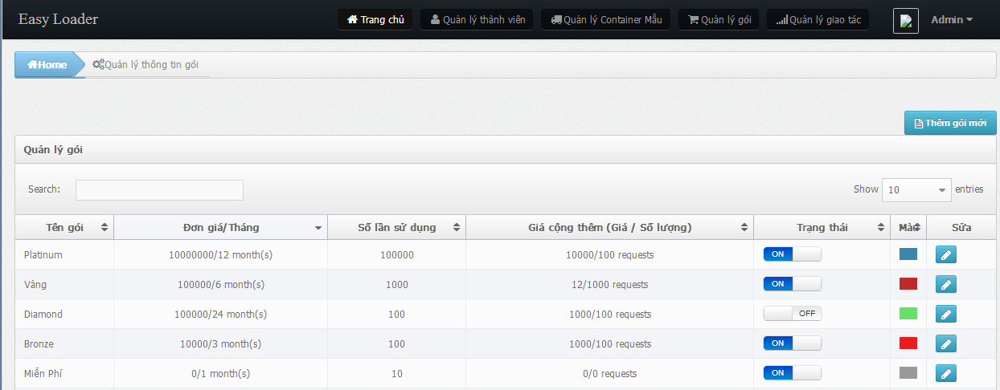 Easy Loader Trang chủ Quản lý thành viên Quản lý Container Mẫu Quản lý gói Quản lý giao tác Admin
Home Quản lý thông tin gói
Thêm gói mới
Quản lý gói
Search: Show 10 entries
Tên gói Đơn giá/Tháng Số lần sử dụng Giá cộng thêm (Giá / Số lượng) Trạng thái Sửa
Platinum 10000000/12 month(s) 100000 10000/100 requests ON
Vàng 100000/6 month(s) 1000 12/1000 requests ON
Diamond 100000/24 month(s) 100 1000/100 requests OFF
Bronze 10000/3 month(s) 100 1000/100 requests ON
Miễn Phí 0/1 month(s) 10 0/0 requests ON